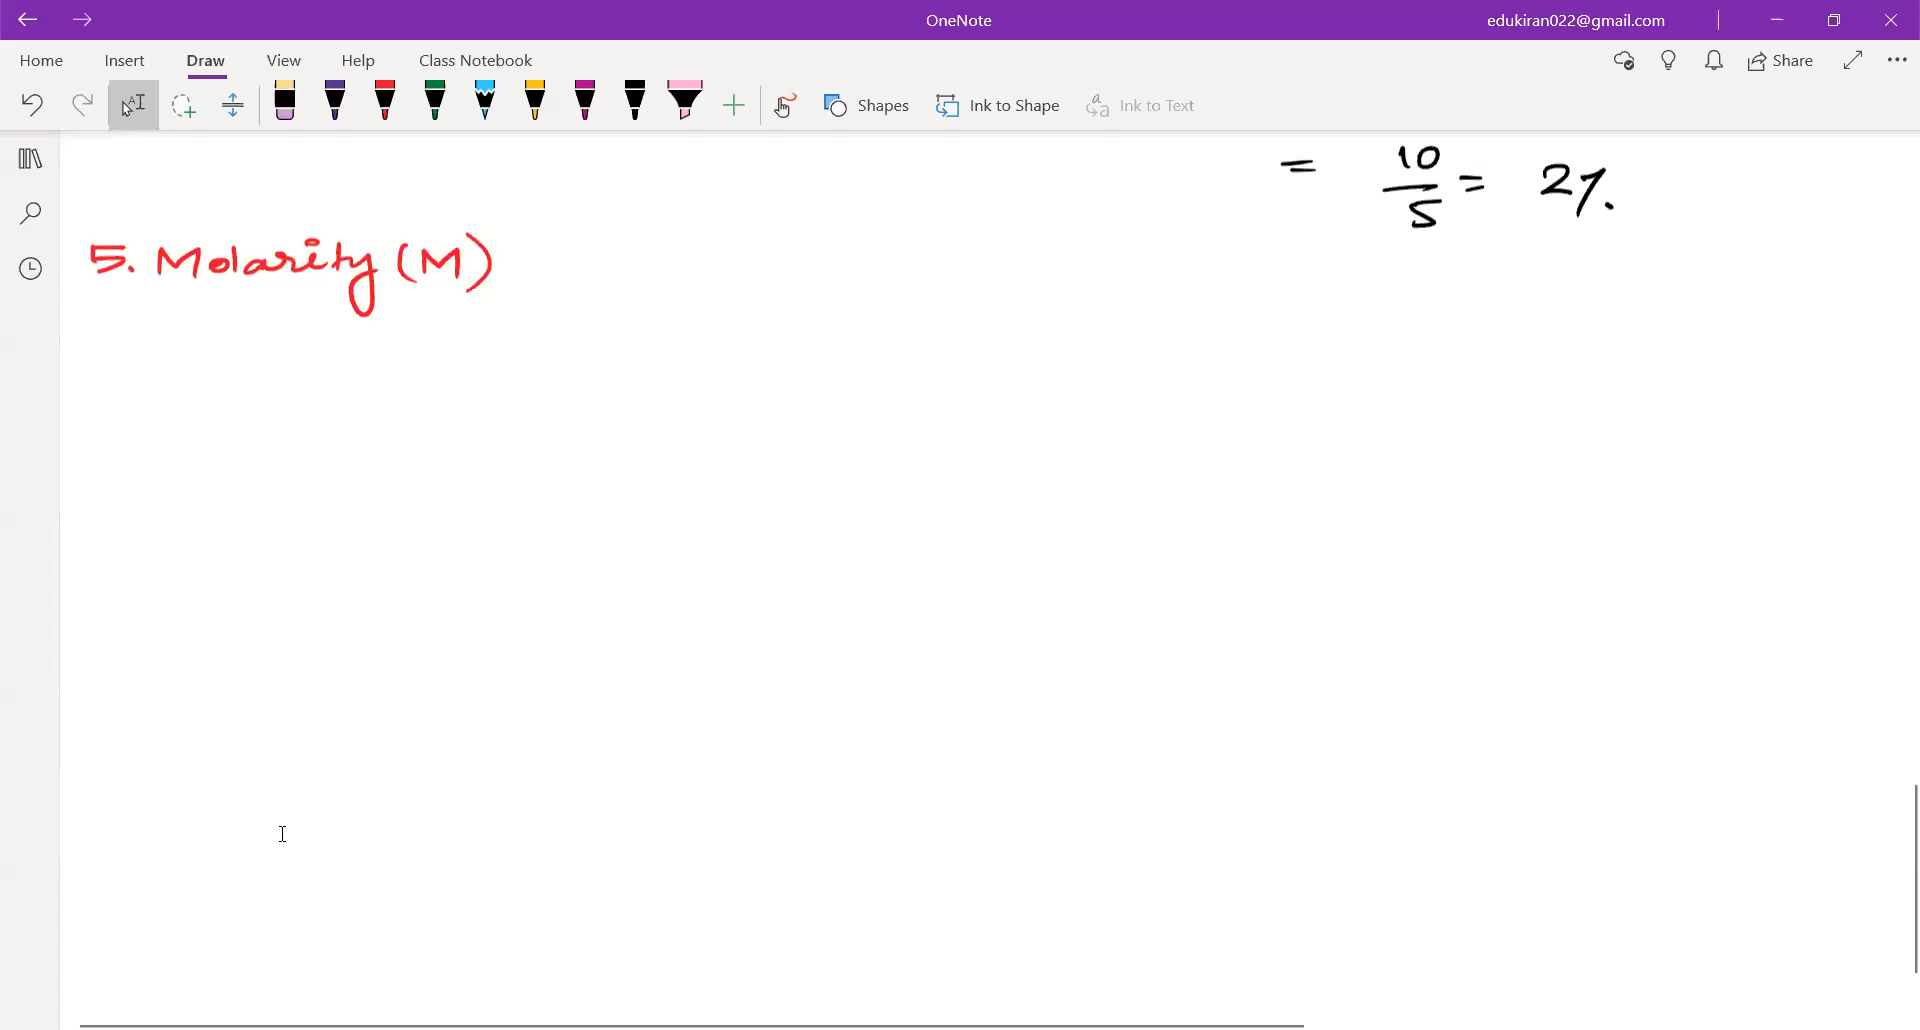 OneNote
edukiran022@gmail.com
Home Insert Draw View Help Class Notebook
Share
Shapes Ink to Shape Ink to Text
= 10/5 = 2%.
5. Molarity (M)